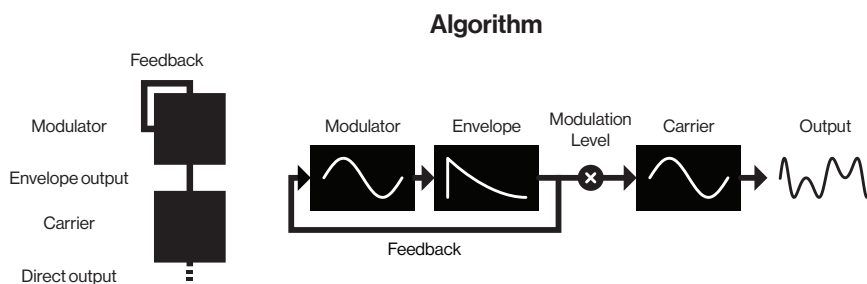 Algorithm
Feedback
Modulator
Envelope output
Carrier
Direct output
Modulator
Envelope
Modulation
Level
Carrier
Output
Feedback